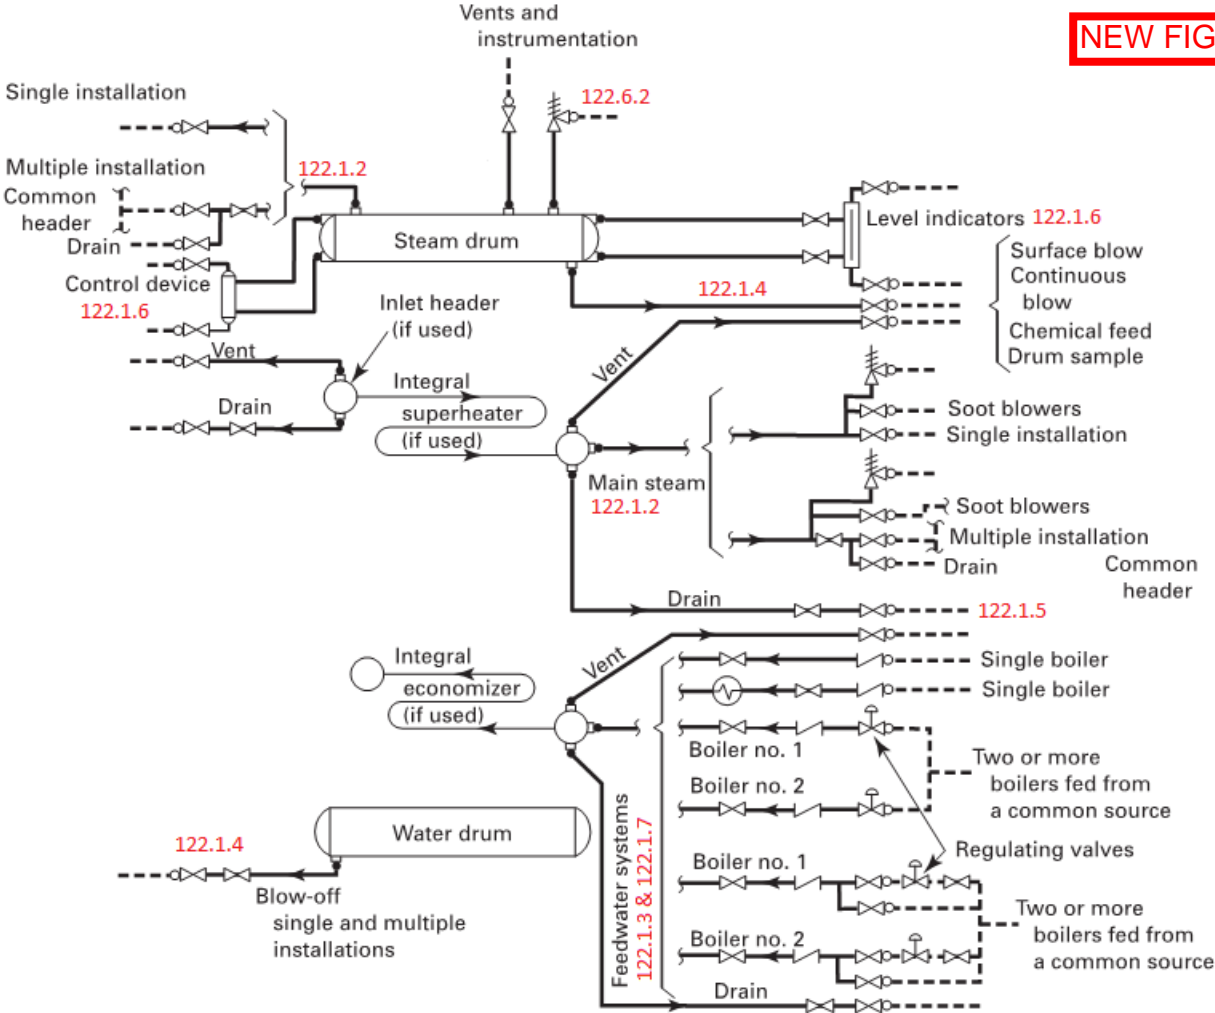 Vents and
instrumentation
NEW FIG
Single installation
122.6.2
Multiple installation
122.1.2
Common
header
Drain
Steam drum
Level indicators 122.1.6
Control device
122.1.6
122.1.4
Surface blow
Continuous
blow
Chemical feed
Drum sample
Inlet header
(if used)
Vent
Vent
Integral
superheater
(if used)
Drain
Soot blowers
Single installation
Main steam
122.1.2
Soot blowers
Multiple installation
Drain
Common
header
Drain
122.1.5
Vent
Integral
economizer
(if used)
Single boiler
Single boiler
Boiler no. 1
Boiler no. 2
Two or more
boilers fed from
a common source
Water drum
122.1.4
Blow-off
single and multiple
installations
Feedwater systems
122.1.3 & 122.1.7
Regulating valves
Boiler no. 1
Boiler no. 2
Two or more
boilers fed from
a common source
Drain